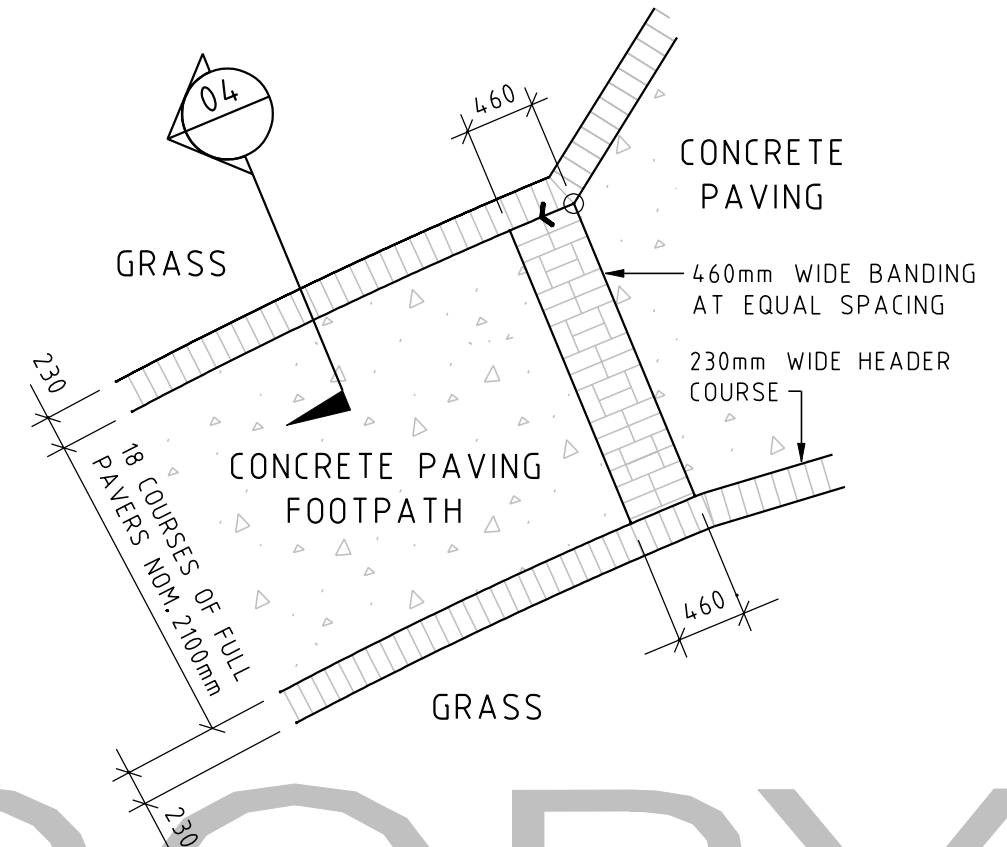 04
460
CONCRETE
PAVING
GRASS
460mm WIDE BANDING
AT EQUAL SPACING
230mm WIDE HEADER
COURSE
230
18 COURSES OF FULL
PAVERS NOM. 2100mm
CONCRETE PAVING
FOOTPATH
460
GRASS
230